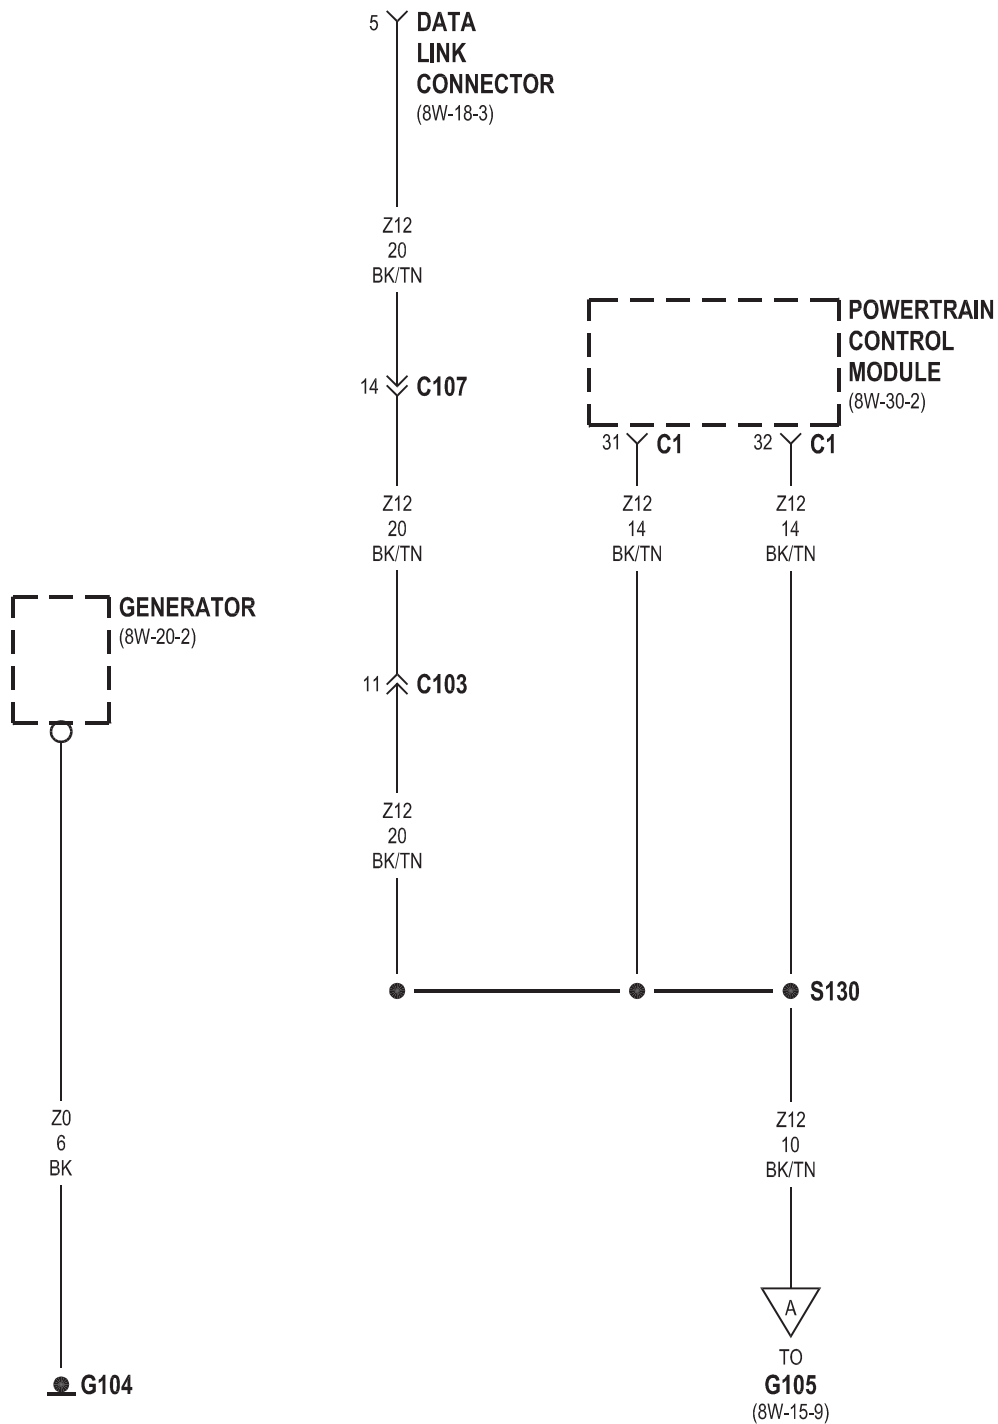 5
DATA
LINK
CONNECTOR
(8W-18-3)
Z12
20
BK/TN
14
C107
Z12
20
BK/TN
11
C103
Z12
20
BK/TN
POWERTRAIN
CONTROL
MODULE
(8W-30-2)
31
C1
32
C1
Z12
14
BK/TN
Z12
14
BK/TN
GENERATOR
(8W-20-2)
S130
Z0
6
BK
G104
Z12
10
BK/TN
A
TO
G105
(8W-15-9)